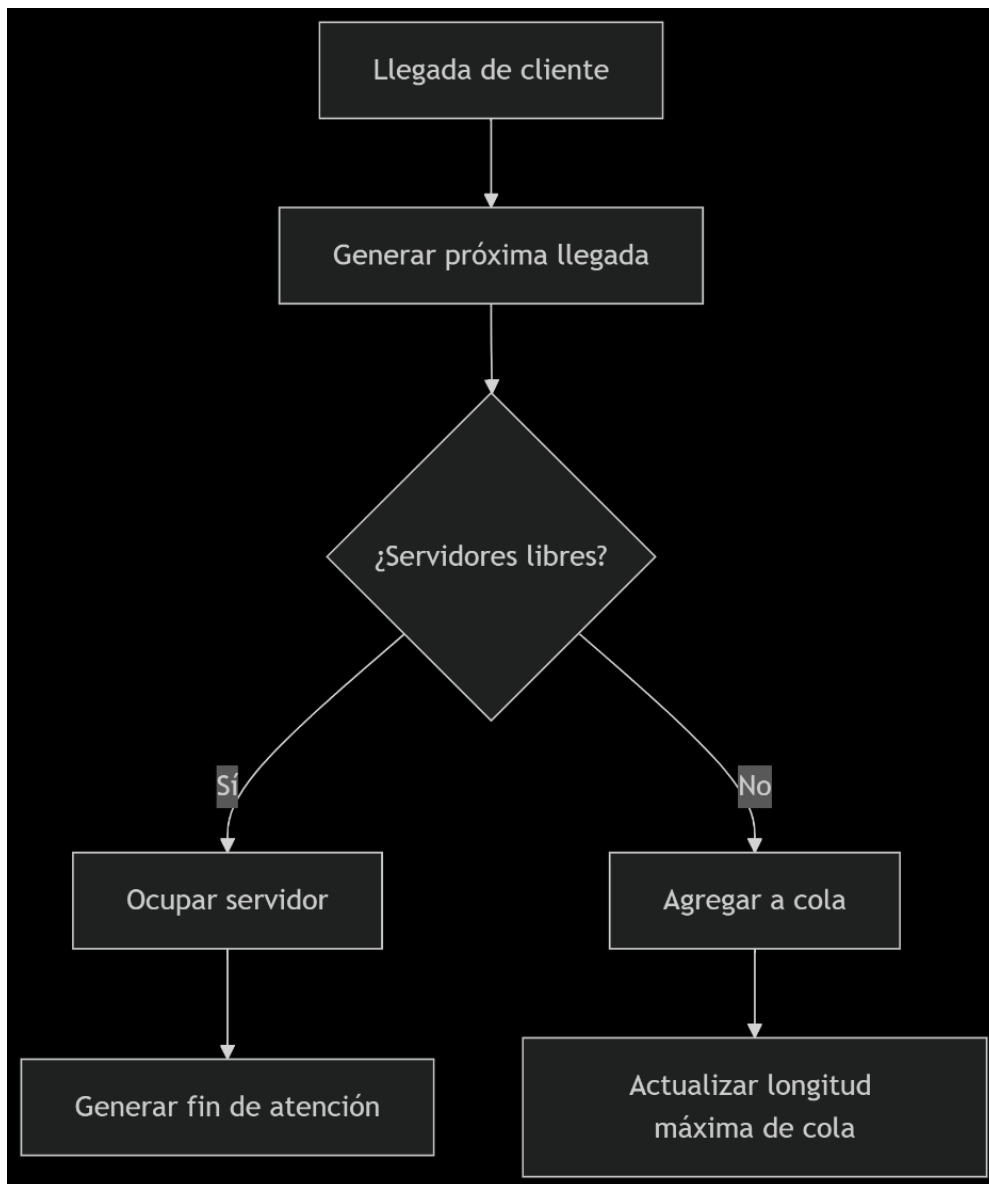 Llegada de cliente
Generar próxima llegada
¿Servidores libres?
Sí
No
Ocupar servidor
Agregar a cola
Generar fin de atención
Actualizar longitud
máxima de cola